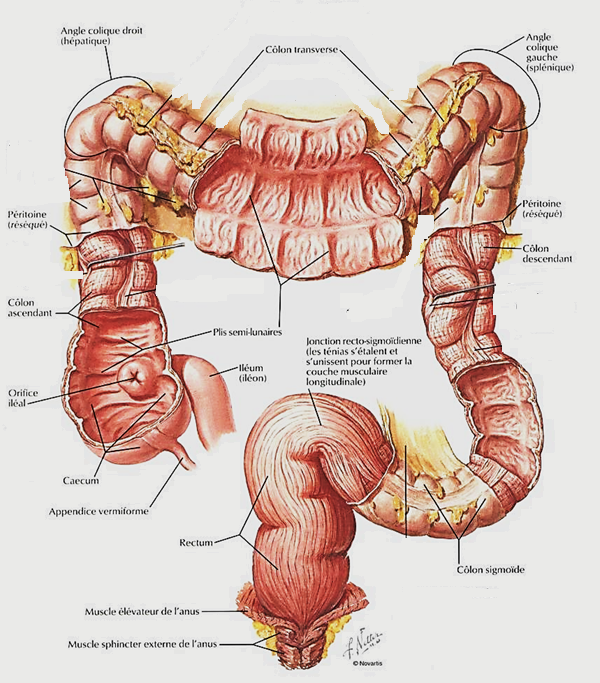 Angle colique droit
(hépatique)
Côlon transverse
Angle
colique
gauche
(splénique)
Péritoine
(réséqué)
Péritoine
(réséqué)
Côlon
descendant
Côlon
ascendant
Plis semi-lunaires
Jonction recto-sigmoïdienne
(les ténias s'étalent et
s'unissent pour former la
couche musculaire
longitudinale)
Iléum
(iléon)
Orifice
iléal
Caecum
Appendice vermiforme
Rectum
Côlon sigmoïde
Muscle élévateur de l'anus
Muscle sphincter externe de l'anus
© Novartis